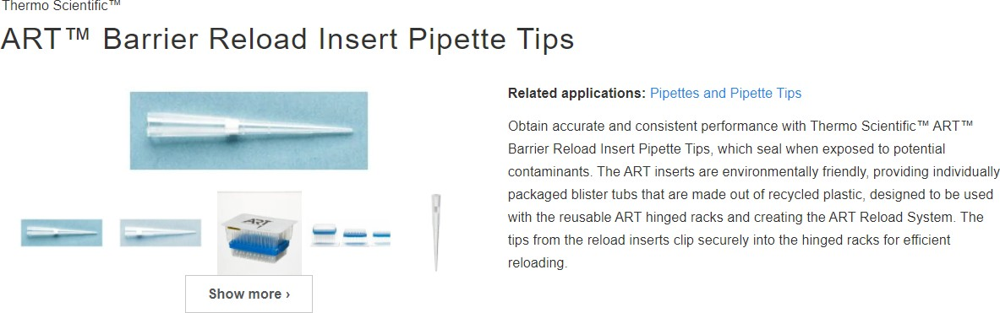 Thermo Scientific™
ART™ Barrier Reload Insert Pipette Tips
Related applications: Pipettes and Pipette Tips
Obtain accurate and consistent performance with Thermo Scientific™ ART™
Barrier Reload Insert Pipette Tips, which seal when exposed to potential
contaminants. The ART inserts are environmentally friendly, providing individually
packaged blister tubs that are made out of recycled plastic, designed to be used
with the reusable ART hinged racks and creating the ART Reload System. The
tips from the reload inserts clip securely into the hinged racks for efficient
reloading.
ART
Show more ›